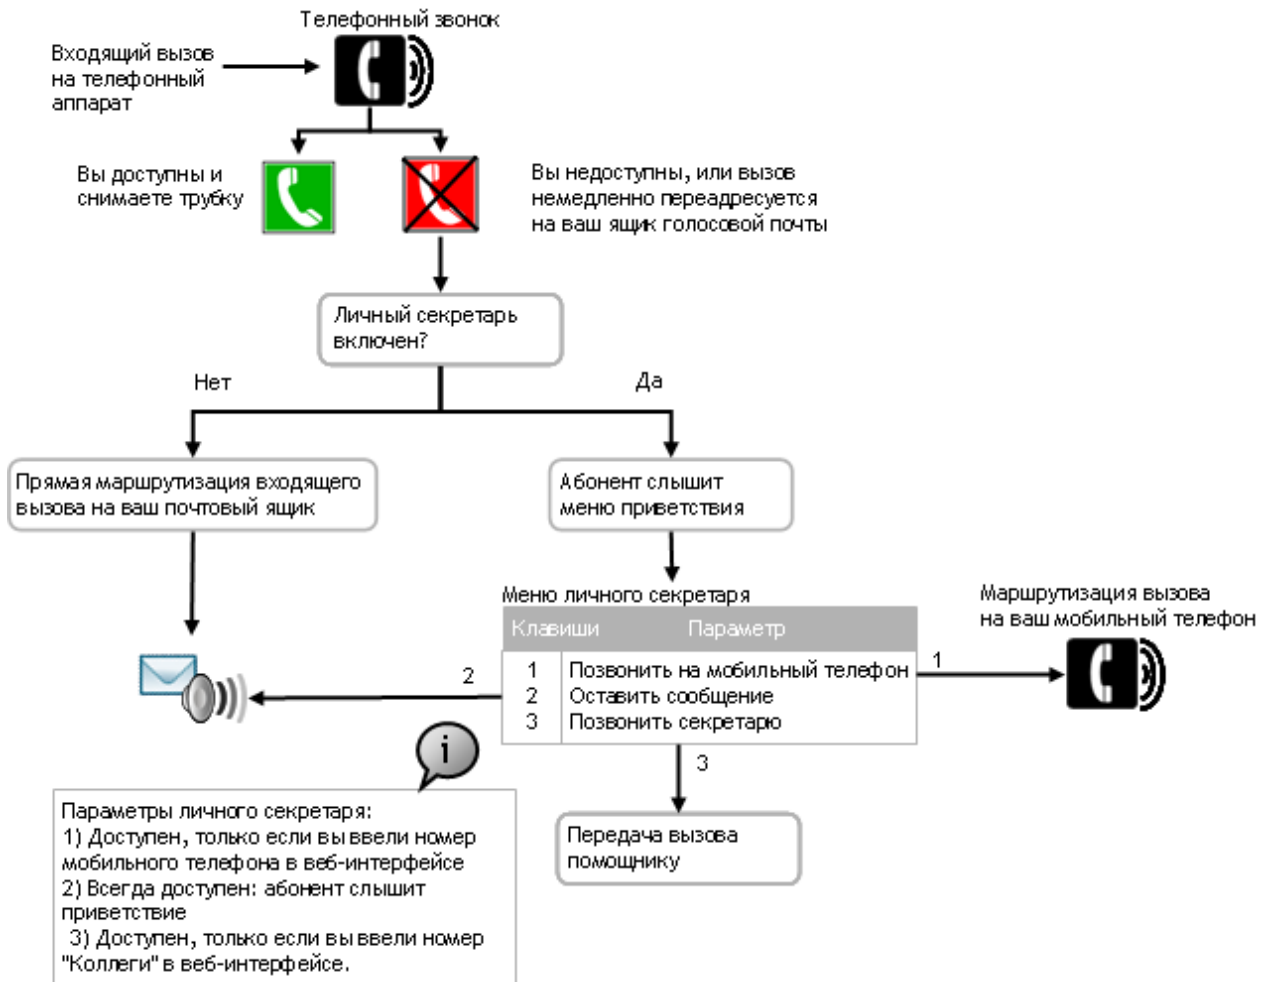 Телефонный звонок
Входящий вызов
на телефонный
аппарат
Вы доступны и
снимаете трубку
Вы недоступны, или вызов
немедленно переадресуется
на ваш ящик голосовой почты
Личный секретарь
включен?
Нет
Да
Прямая маршрутизация входящего
вызова на ваш почтовый ящик
Абонент слышит
меню приветствия
Меню личного секретаря
Клавиши Параметр
1 Позвонить на мобильный телефон
2 Оставить сообщение
3 Позвонить секретарю
1
Маршрутизация вызова
на ваш мобильный телефон
2
3
Передача вызова
помощнику
i
Параметры личного секретаря:
1) Доступен, только если вы ввели номер
мобильного телефона в веб-интерфейсе
2) Всегда доступен: абонент слышит
приветствие
3) Доступен, только если вы ввели номер
"Коллеги" в веб-интерфейсе.